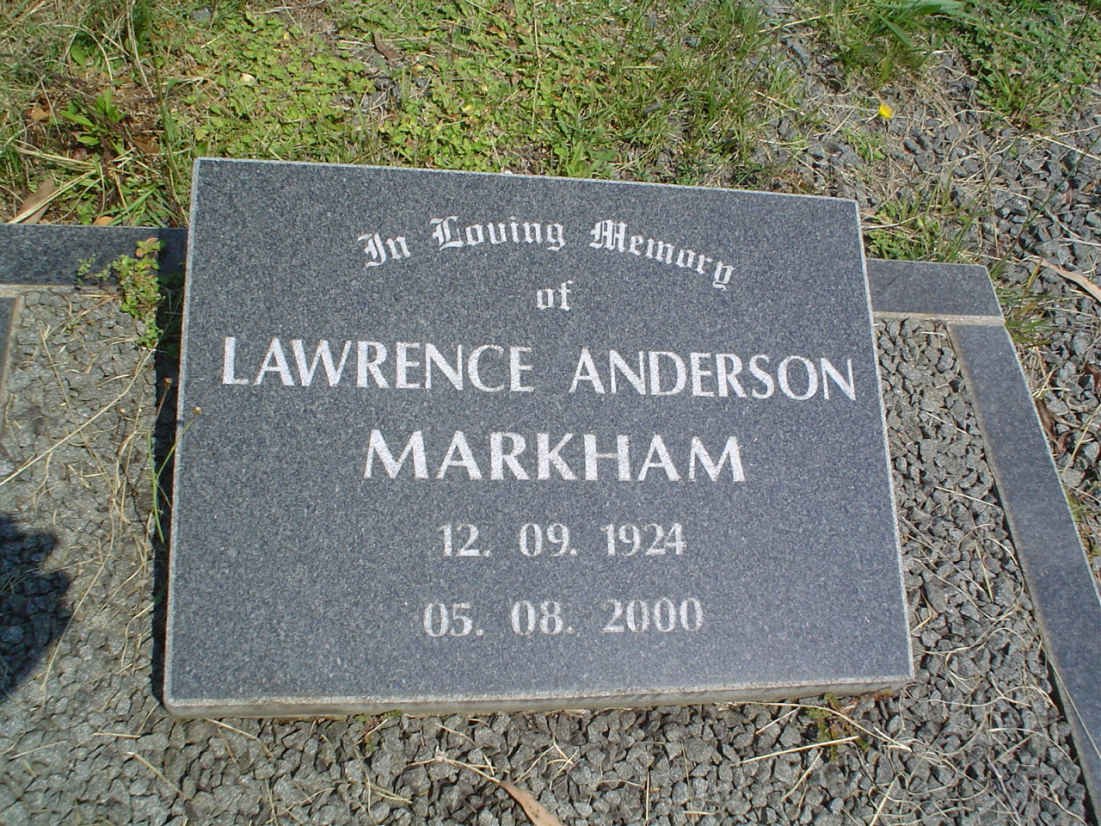 In Loving Memory
of
LAWRENCE ANDERSON
MARKHAM
12. 09. 1924
05. 08. 2000